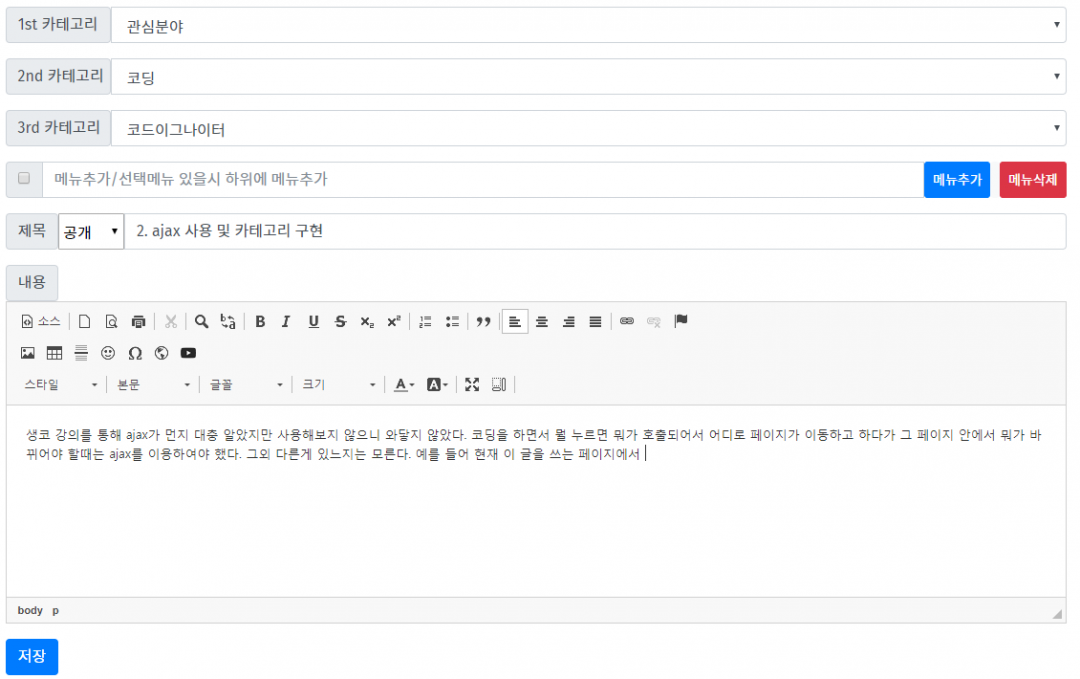 1st 카테고리 관심분야
2nd 카테고리 코딩
3rd 카테고리 코드이그나이터
메뉴추가/선택메뉴 있을시 하위에 메뉴추가 메뉴추가 메뉴삭제
제목 공개 2. ajax 사용 및 카테고리 구현
내용
소스
스타일 본문 글꼴 크기
생코 강의를 통해 ajax가 먼지 대충 알았지만 사용해보지 않으니 와닿지 않았다. 코딩을 하면서 뭘 누르면 뭐가 호출되어서 어디로 페이지가 이동하고 하다가 그 페이지 안에서 뭐가 바
뀌어야 할때는 ajax를 이용하여야 했다. 그외 다른게 있느지는 모른다. 예를 들어 현재 이 글을 쓰는 페이지에서
body p
저장